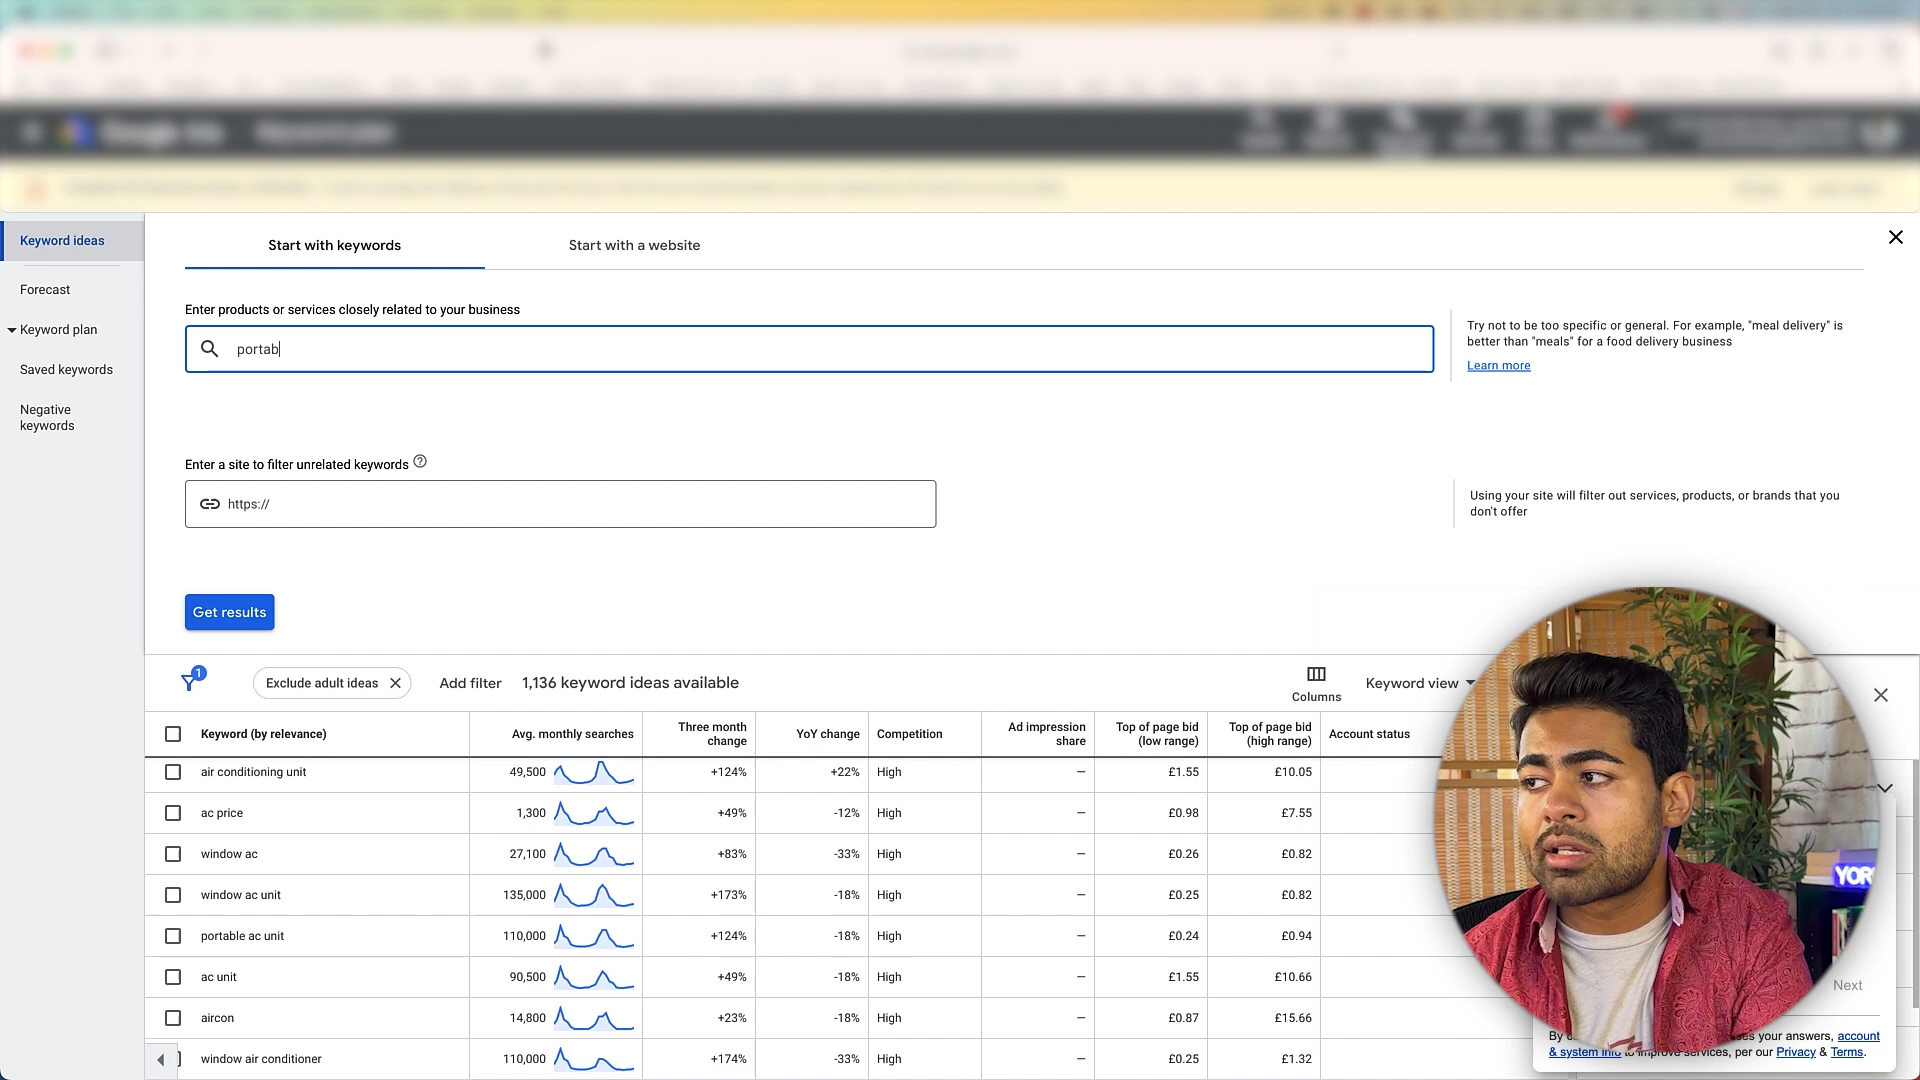 Keyword ideas
Forecast
Keyword plan
Saved keywords
Negative
keywords
Start with keywords
Start with a website
Enter products or services closely related to your business
portab
Try not to be too specific or general. For example, "meal delivery" is
better than "meals" for a food delivery business
Learn more
Enter a site to filter unrelated keywords
https://
Using your site will filter out services, products, or brands that you
don't offer
Get results
1
Exclude adult ideas
Add filter
1,136 keyword ideas available
Columns
Keyword view
Keyword (by relevance) Avg. monthly searches Three month change YoY change Competition Ad impression share Top of page bid (low range) Top of page bid (high range) Account status
air conditioning unit 49,500 +124% +22% High – £1.55 £10.05
ac price 1,300 +49% -12% High – £0.98 £7.55
window ac 27,100 +83% -33% High – £0.26 £0.82
window ac unit 135,000 +173% -18% High – £0.25 £0.82
portable ac unit 110,000 +124% -18% High – £0.24 £0.94
ac unit 90,500 +49% -18% High – £1.55 £10.66
aircon 14,800 +23% -18% High – £0.87 £15.66
window air conditioner 110,000 +174% -33% High – £0.25 £1.32
YOR
Next
By your answers, account
& system info to improve services, per our Privacy & Terms.